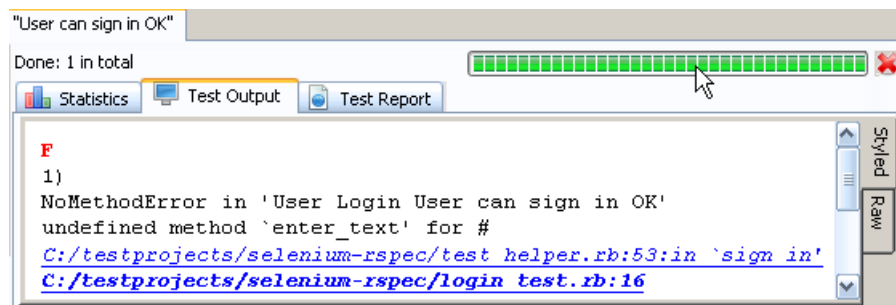 "User can sign in OK"
Done: 1 in total
Statistics Test Output Test Report
F
1)
NoMethodError in 'User Login User can sign in OK'
undefined method `enter_text' for #
C:/testprojects/selenium-rspec/test_helper.rb:53:in `sign_in'
C:/testprojects/selenium-rspec/login_test.rb:16
Styled
Raw